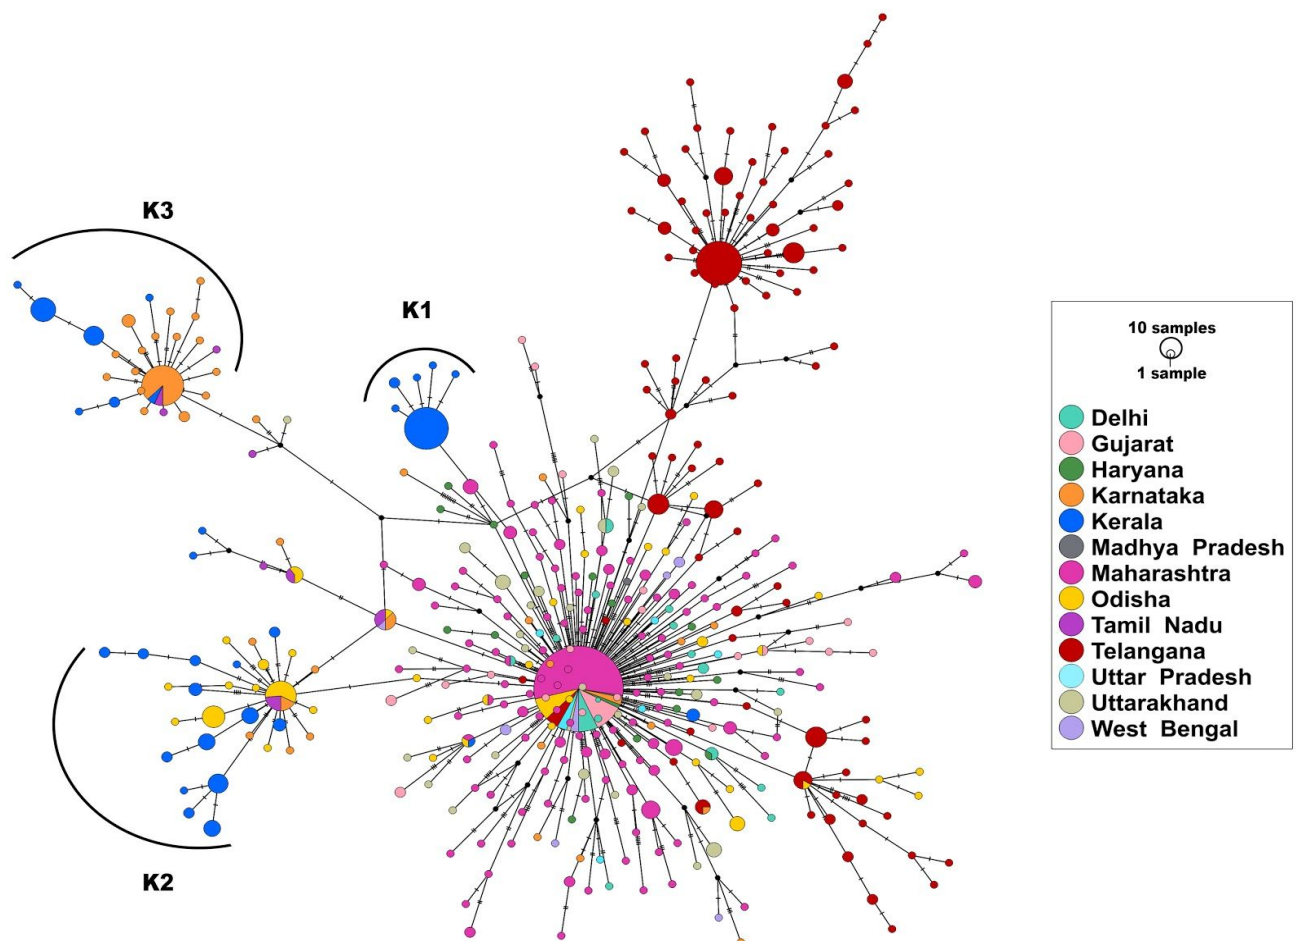 K3
K1
K2
10 samples
1 sample
Delhi
Gujarat
Haryana
Karnataka
Kerala
Madhya Pradesh
Maharashtra
Odisha
Tamil Nadu
Telangana
Uttar Pradesh
Uttarakhand
West Bengal